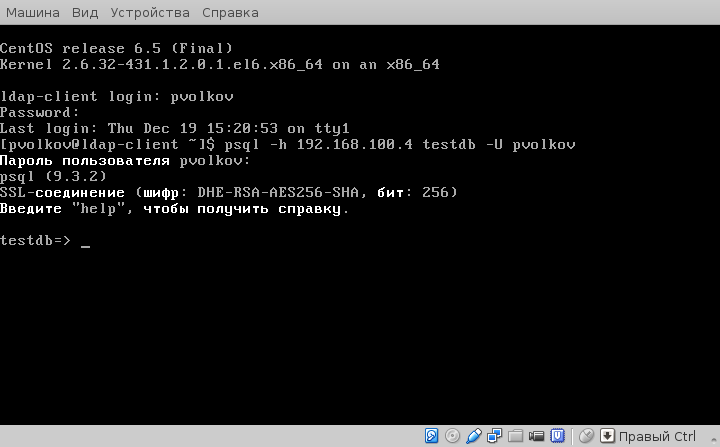 Машина Вид Устройства Справка
CentOS release 6.5 (Final)
Kernel 2.6.32-431.1.2.0.1.el6.x86_64 on an x86_64
ldap-client login: pvolkov
Password:
Last login: Thu Dec 19 15:20:53 on tty1
[pvolkov@ldap-client ~]$ psql -h 192.168.100.4 testdb -U pvolkov
Пароль пользователя pvolkov:
psql (9.3.2)
SSL-соединение (шифр: DHE-RSA-AES256-SHA, бит: 256)
Введите "help", чтобы получить справку.
testdb=> _
Правый Ctrl